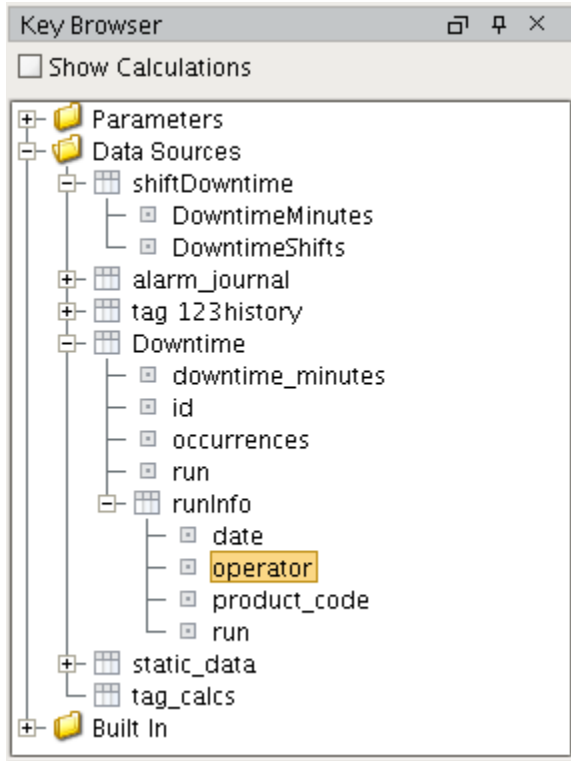 Key Browser
Show Calculations
Parameters
Data Sources
shiftDowntime
DowntimeMinutes
DowntimeShifts
alarm_journal
tag 123history
Downtime
downtime_minutes
id
occurrences
run
runInfo
date
operator
product_code
run
static_data
tag_calcs
Built In